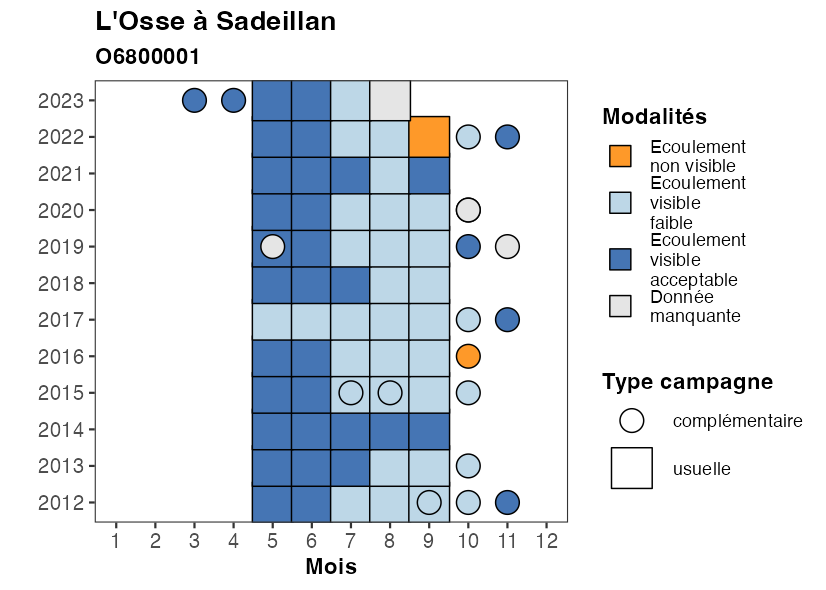 L'Osse à Sadeillan
O6800001
2023
2022
2021
2020
2019
2018
2017
2016
2015
2014
2013
2012
1 2 3 4 5 6 7 8 9 10 11 12
Mois
Modalités
Ecoulement
non visible
Ecoulement
visible
faible
Ecoulement
visible
acceptable
Donnée
manquante
Type campagne
complémentaire
usuelle